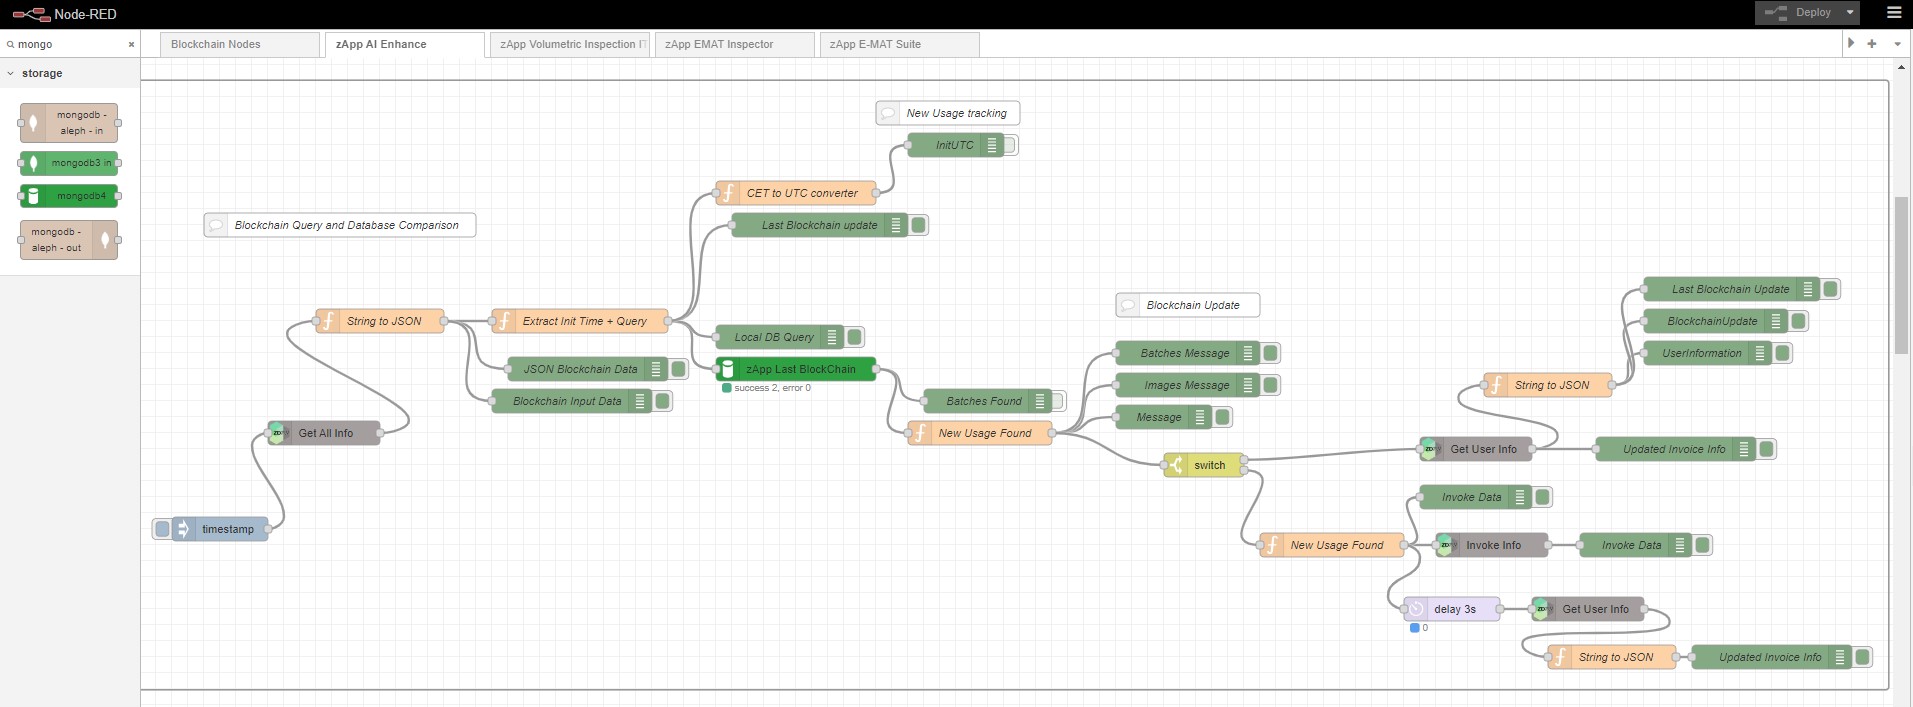 Node-RED
Deploy
mongo
Blockchain Nodes
zApp AI Enhance
zApp Volumetric Inspection IT
zApp EMAT Inspector
zApp E-MAT Suite
storage
mongodb -
aleph - in
mongodb3 in
mongodb4
mongodb -
aleph - out
New Usage tracking
InitUTC
CET to UTC converter
Blockchain Query and Database Comparison
Last Blockchain update
Last Blockchain Update
Blockchain Update
String to JSON
Extract Init Time + Query
BlockchainUpdate
Local DB Query
Batches Message
UserInformation
JSON Blockchain Data
zApp Last BlockChain
success 2, error 0
Images Message
String to JSON
Blockchain Input Data
Batches Found
Message
Get All Info
New Usage Found
Get User Info
Updated Invoice Info
switch
Invoke Data
timestamp
New Usage Found
Invoke Info
Invoke Data
delay 3s
0
Get User Info
String to JSON
Updated Invoice Info